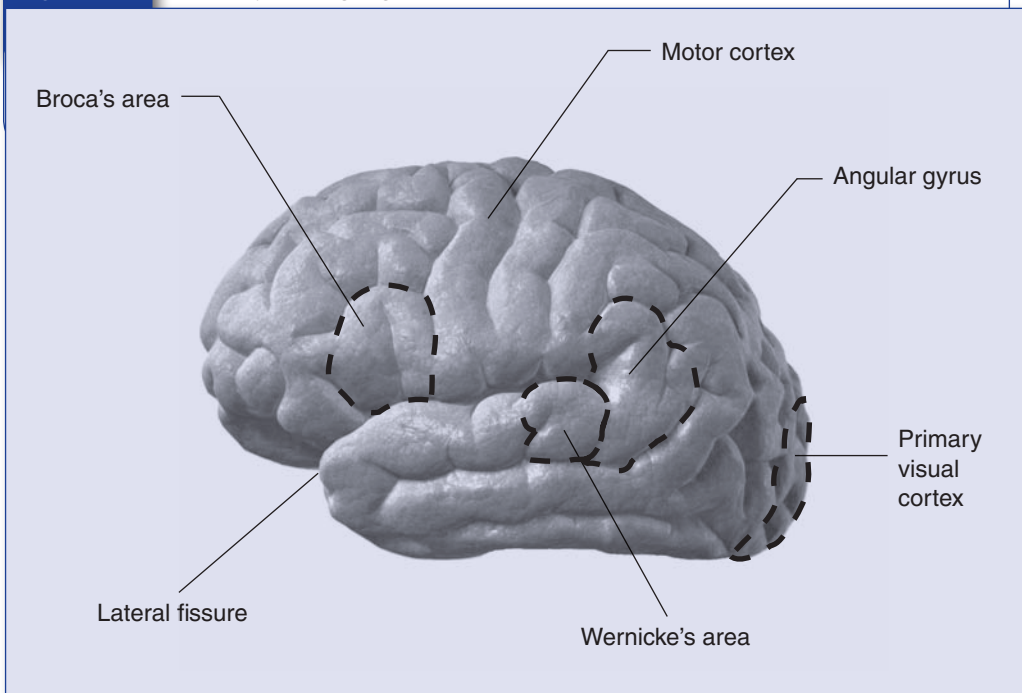 Motor cortex
Broca’s area
Angular gyrus
Primary
visual
cortex
Lateral fissure
Wernicke’s area